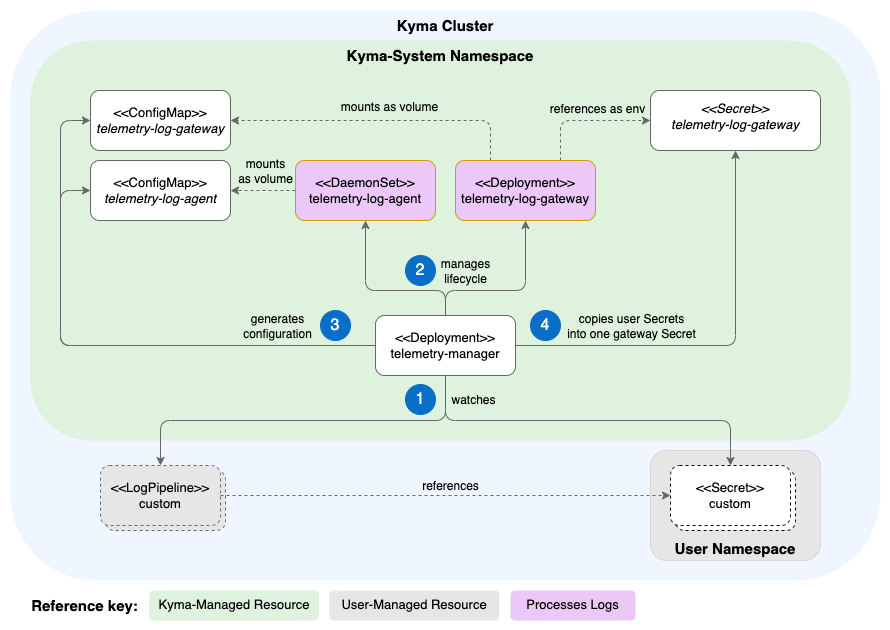 Kyma Cluster
Kyma-System Namespace
<<ConfigMap>>
telemetry-log-gateway
mounts as volume
references as env
<<Secret>>
telemetry-log-gateway
<<ConfigMap>>
telemetry-log-agent
mounts
as volume
<<DaemonSet>>
telemetry-log-agent
<<Deployment>>
telemetry-log-gateway
2
manages
lifecycle
generates
configuration
3
<<Deployment>>
telemetry-manager
4
copies user Secrets
into one gateway Secret
1
watches
<<LogPipeline>>
custom
references
<<Secret>>
custom
User Namespace
Reference key:
Kyma-Managed Resource
User-Managed Resource
Processes Logs